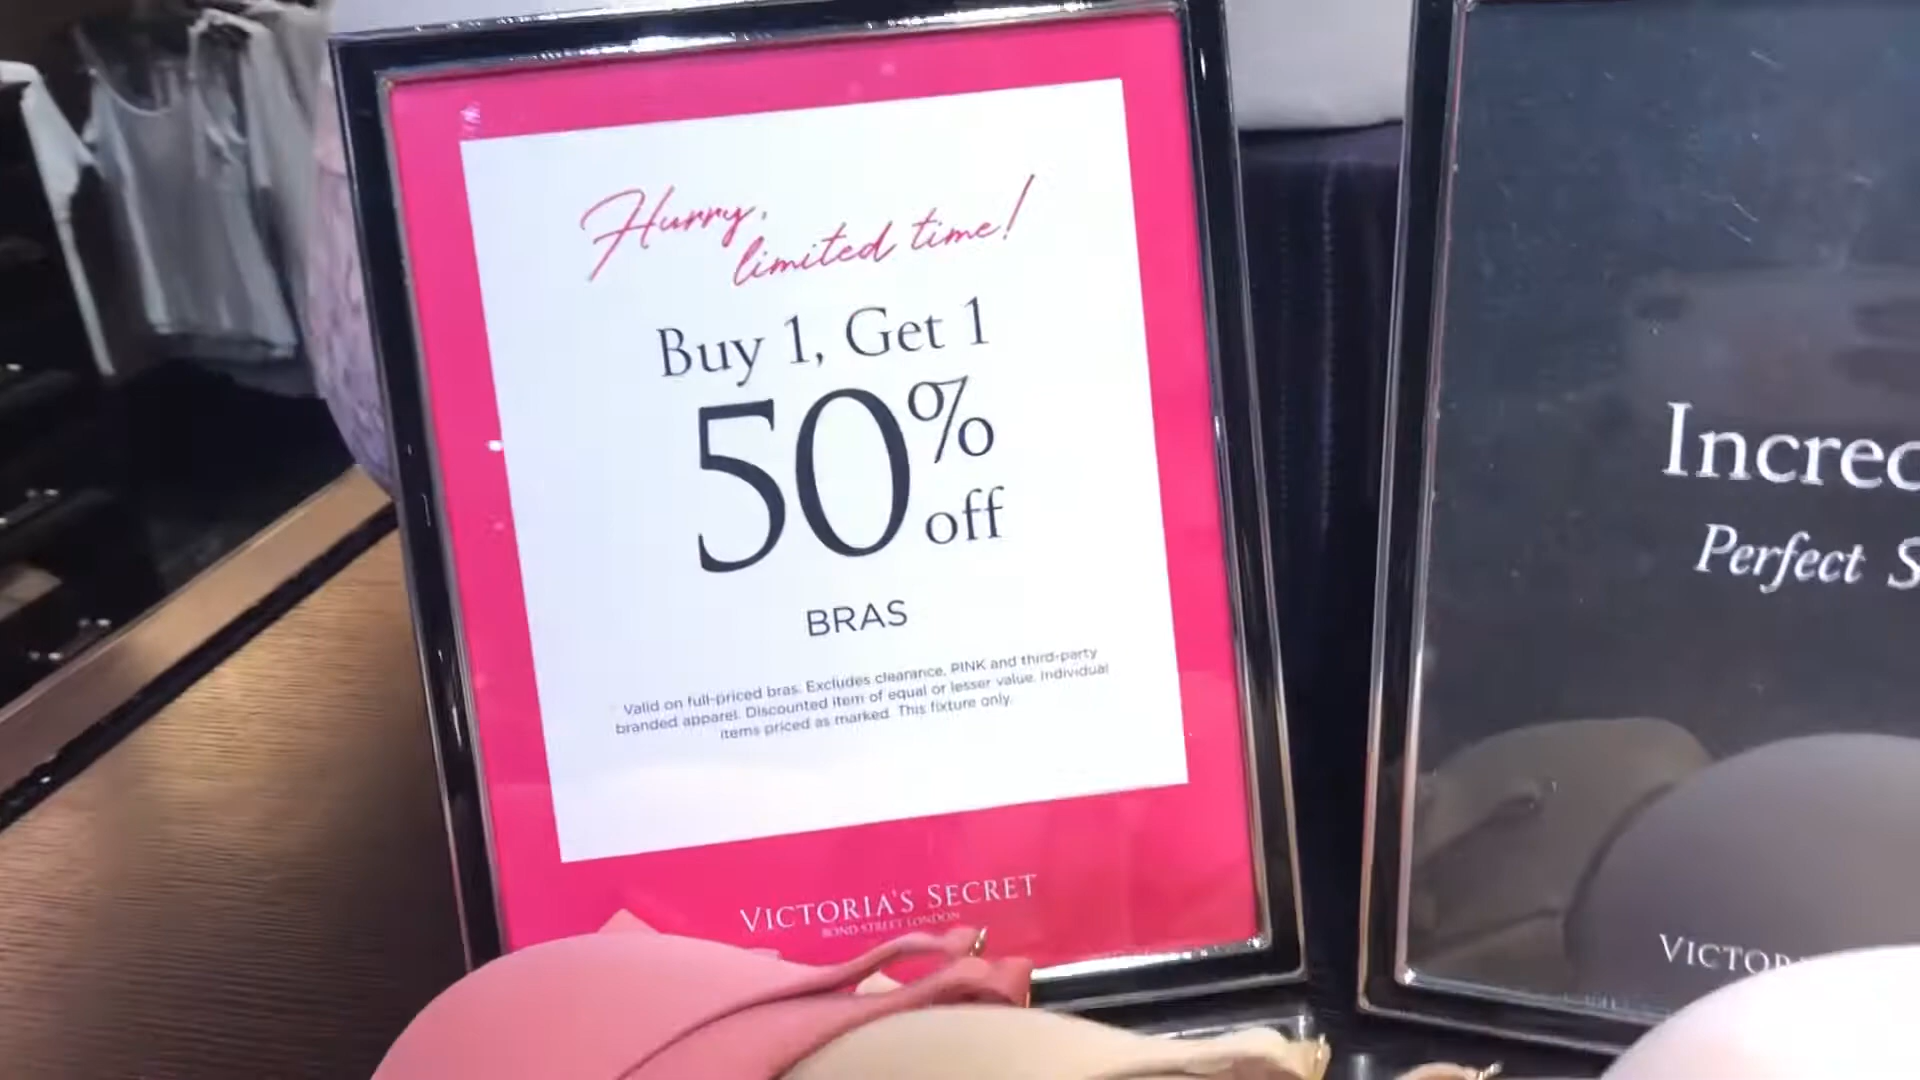 Hurry,
limited time!
Buy 1, Get 1
50%
off
BRAS
Valid on full-priced bras. Excludes clearance, PINK and third-party
branded apparel. Discounted item of equal or lesser value. Individual
items priced as marked. This fixture only.
VICTORIA'S SECRET
BOND STREET LONDON
Incred
Perfect S
VICTOR